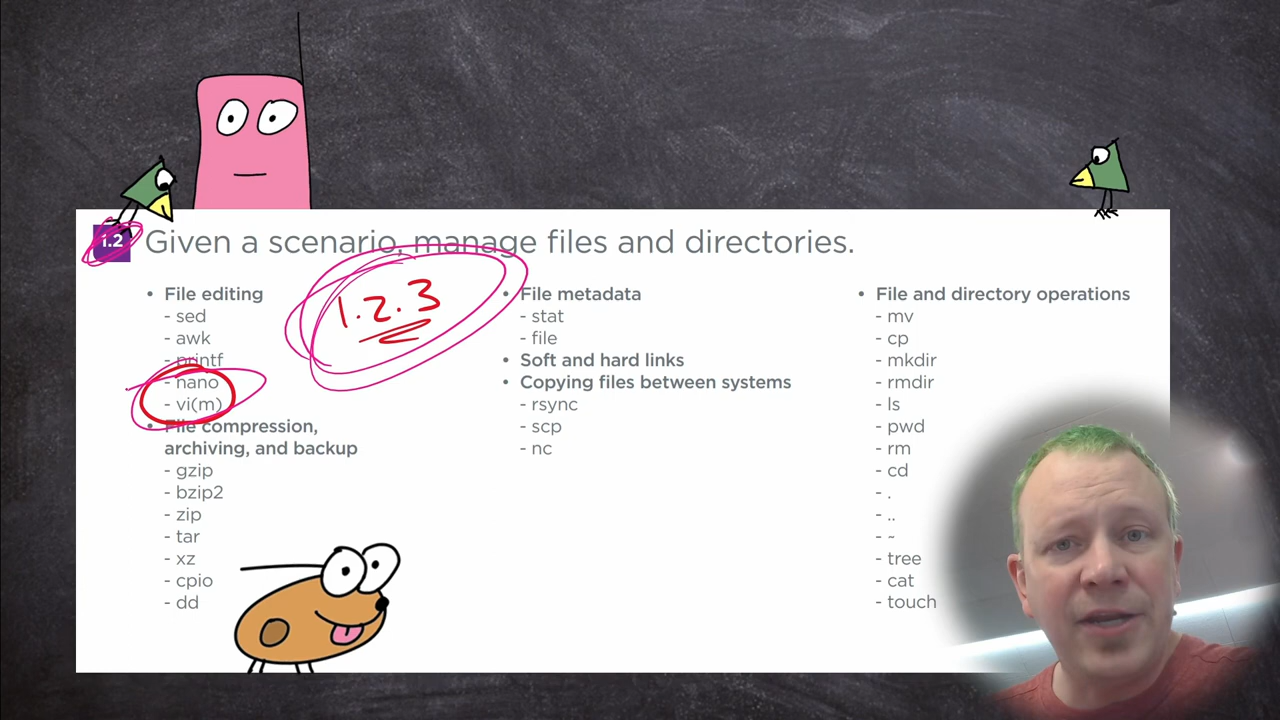 1.2 Given a scenario, manage files and directories.
• File editing
- sed
- awk
- printf
- nano
- vi(m)
• File compression,
archiving, and backup
- gzip
- bzip2
- zip
- tar
- xz
- cpio
- dd
1.2.3
• File metadata
- stat
- file
• Soft and hard links
• Copying files between systems
- rsync
- scp
- nc
• File and directory operations
- mv
- cp
- mkdir
- rmdir
- ls
- pwd
- rm
- cd
- .
- ..
- ~
- tree
- cat
- touch